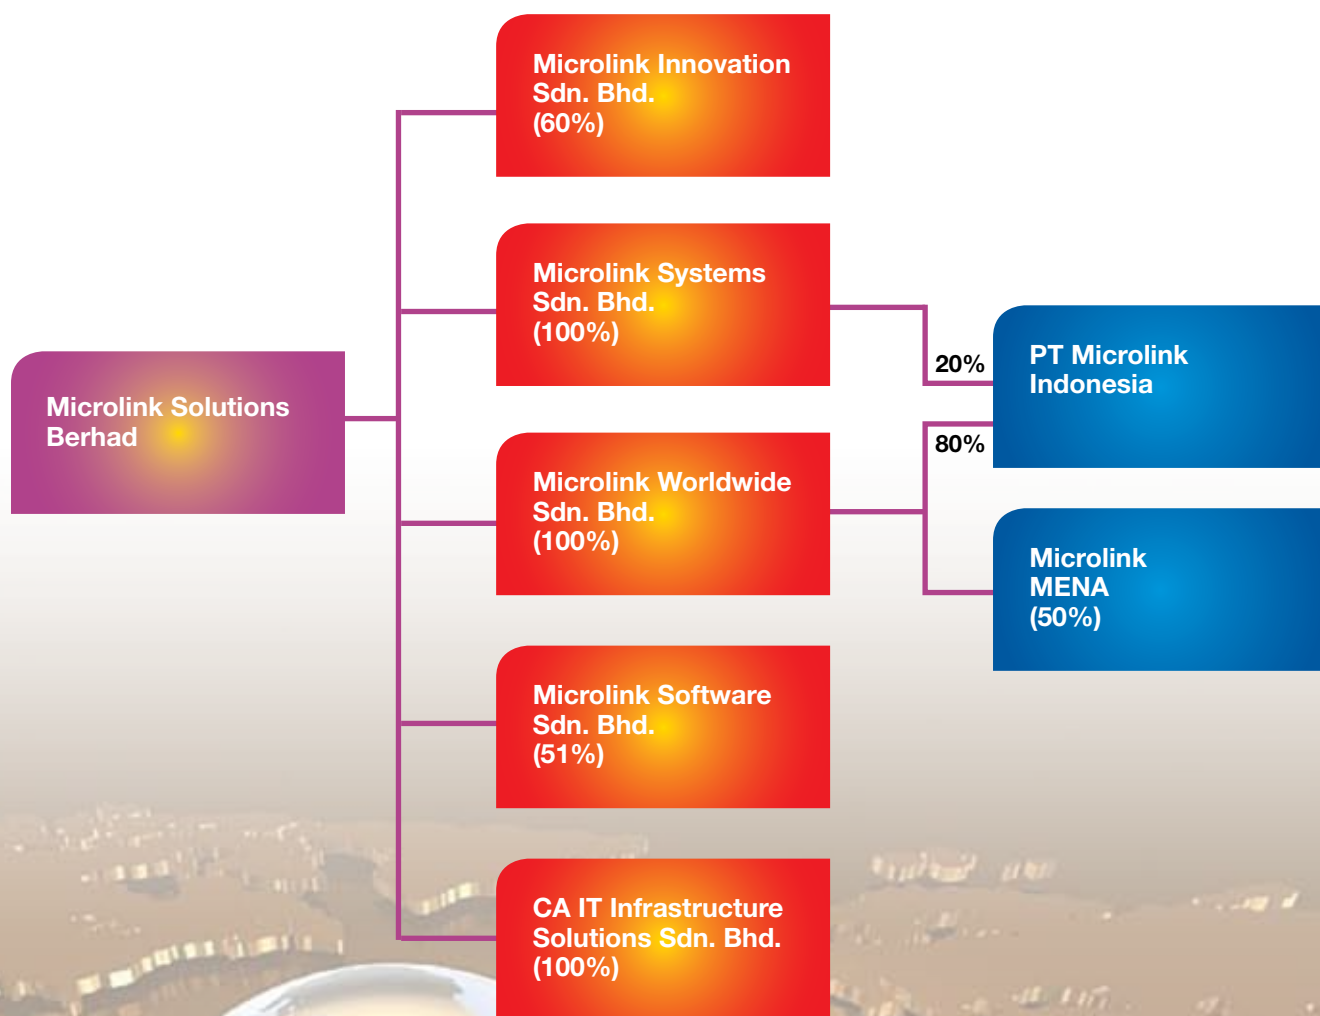 Microlink Solutions
Berhad
Microlink Innovation
Sdn. Bhd.
(60%)
Microlink Systems
Sdn. Bhd.
(100%)
Microlink Worldwide
Sdn. Bhd.
(100%)
Microlink Software
Sdn. Bhd.
(51%)
CA IT Infrastructure
Solutions Sdn. Bhd.
(100%)
20%
80%
PT Microlink
Indonesia
Microlink
MENA
(50%)